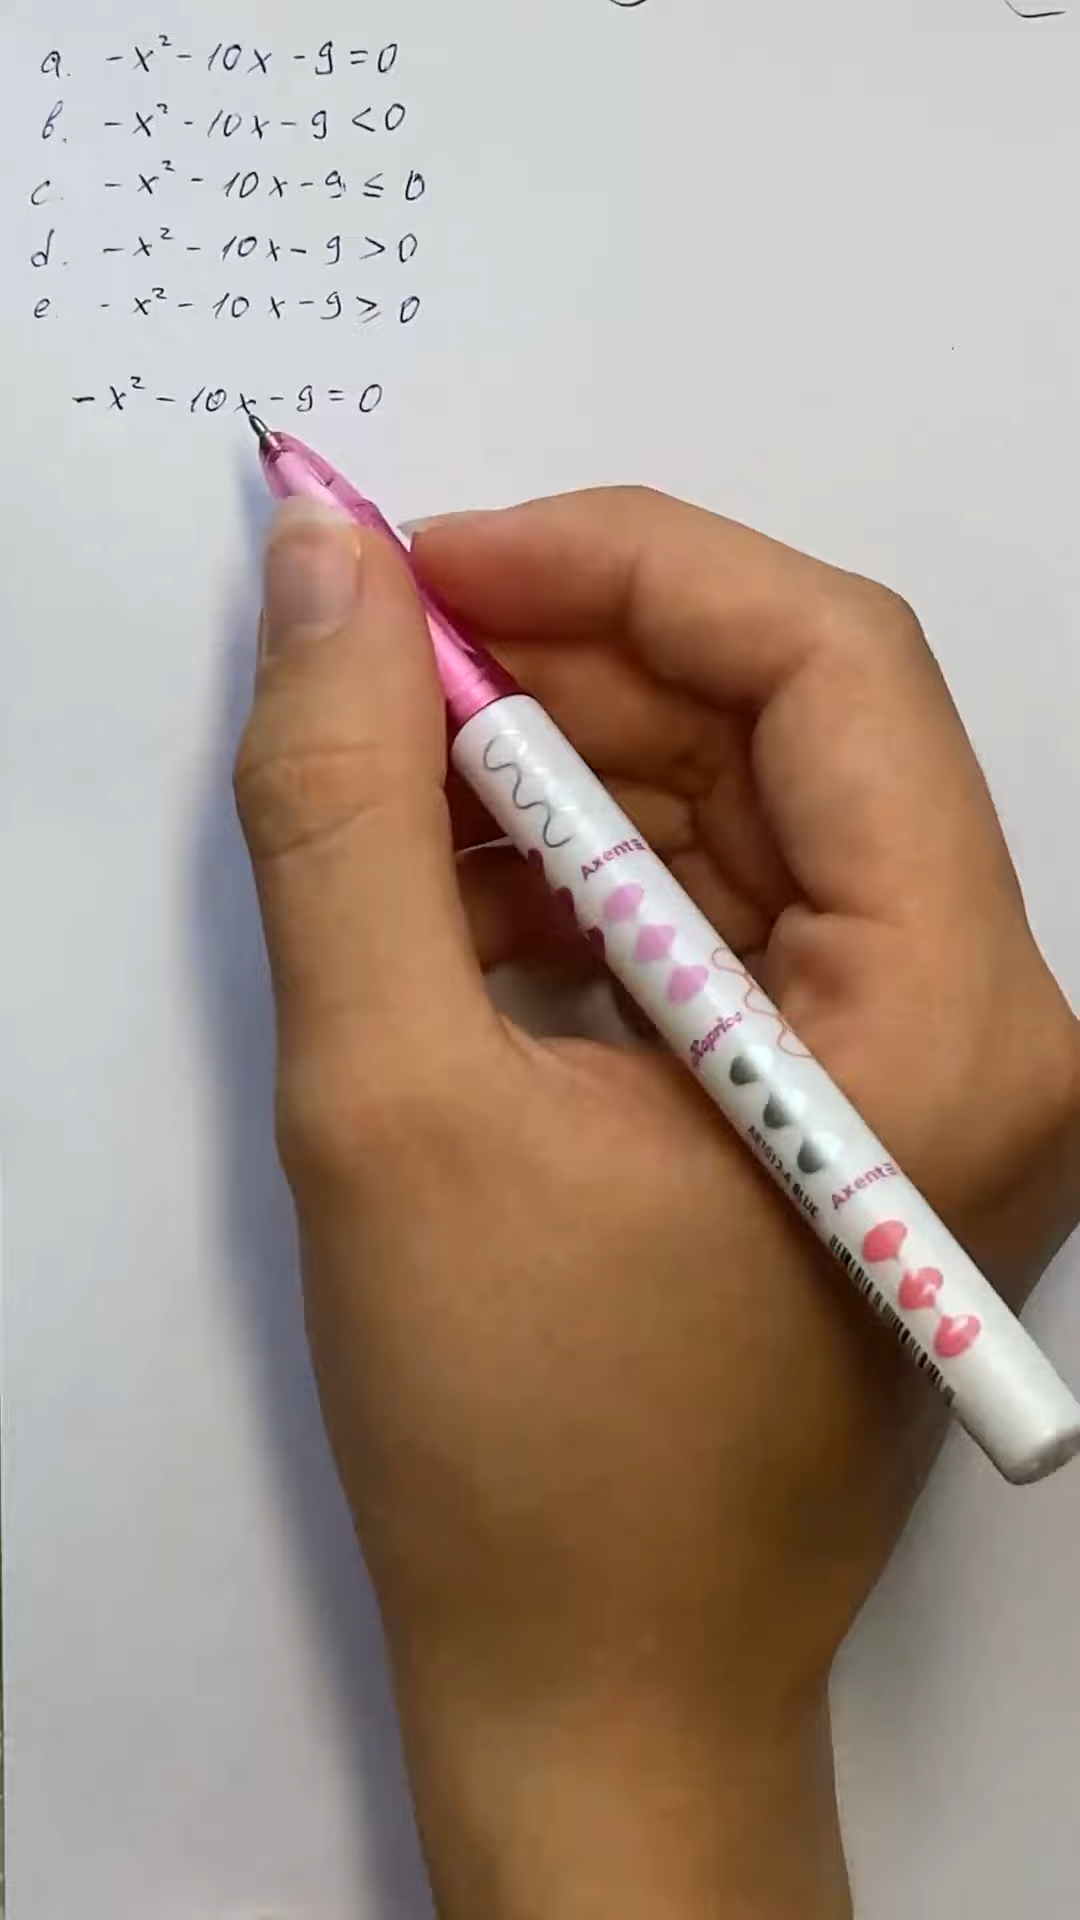 a. -x² - 10x - 9 = 0
b. -x² - 10x - 9 < 0
c. -x² - 10x - 9 ≤ 0
d. -x² - 10x - 9 > 0
e. -x² - 10x - 9 ≥ 0
-x² - 10x - 9 = 0
Axent
Axent